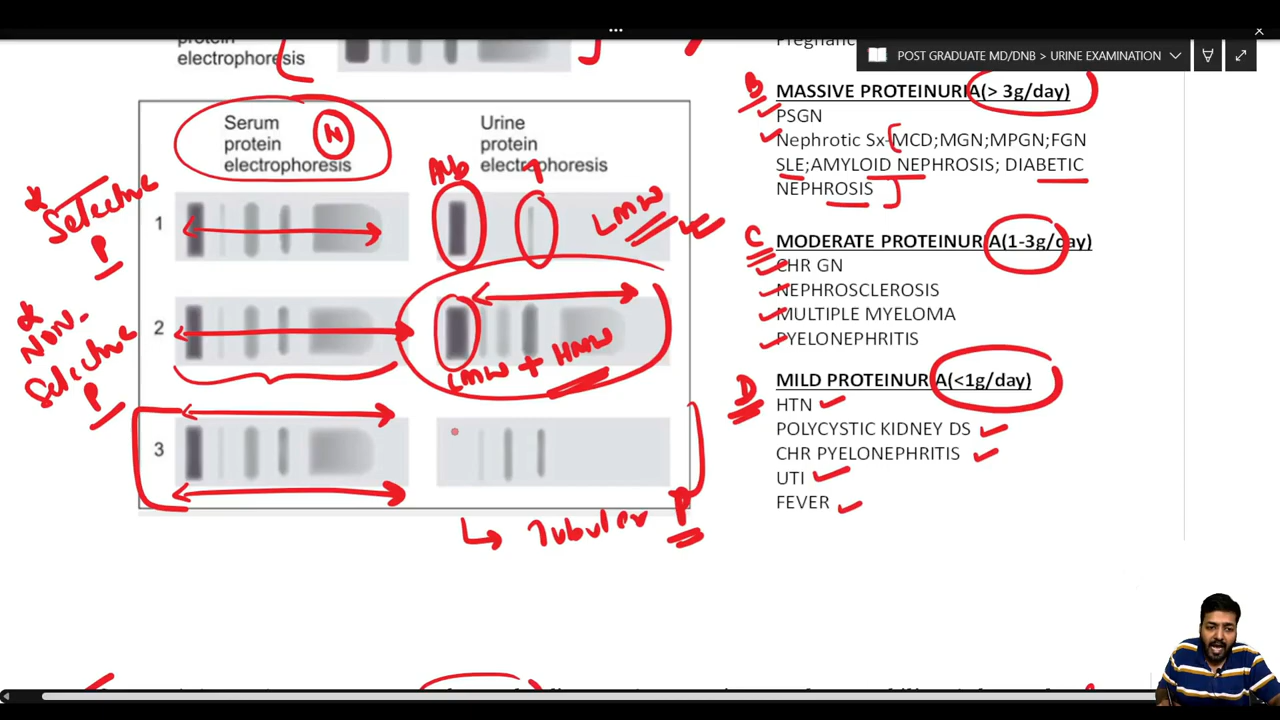 protein
electrophoresis
Pregnanc
POST GRADUATE MD/DNB > URINE EXAMINATION
Serum
protein
electrophoresis
N
Urine
protein
electrophoresis
Alb
1
2
3
* Selective
P
LMW
* Non-
Selective
P
LMW + HMW
Tubular P
B
MASSIVE PROTEINURIA(> 3g/day)
PSGN
Nephrotic Sx-MCD;MGN;MPGN;FGN
SLE;AMYLOID NEPHROSIS; DIABETIC
NEPHROSIS
C
MODERATE PROTEINURIA(1-3g/day)
CHR GN
NEPHROSCLEROSIS
MULTIPLE MYELOMA
PYELONEPHRITIS
D
MILD PROTEINURIA(<1g/day)
HTN
POLYCYSTIC KIDNEY DS
CHR PYELONEPHRITIS
UTI
FEVER